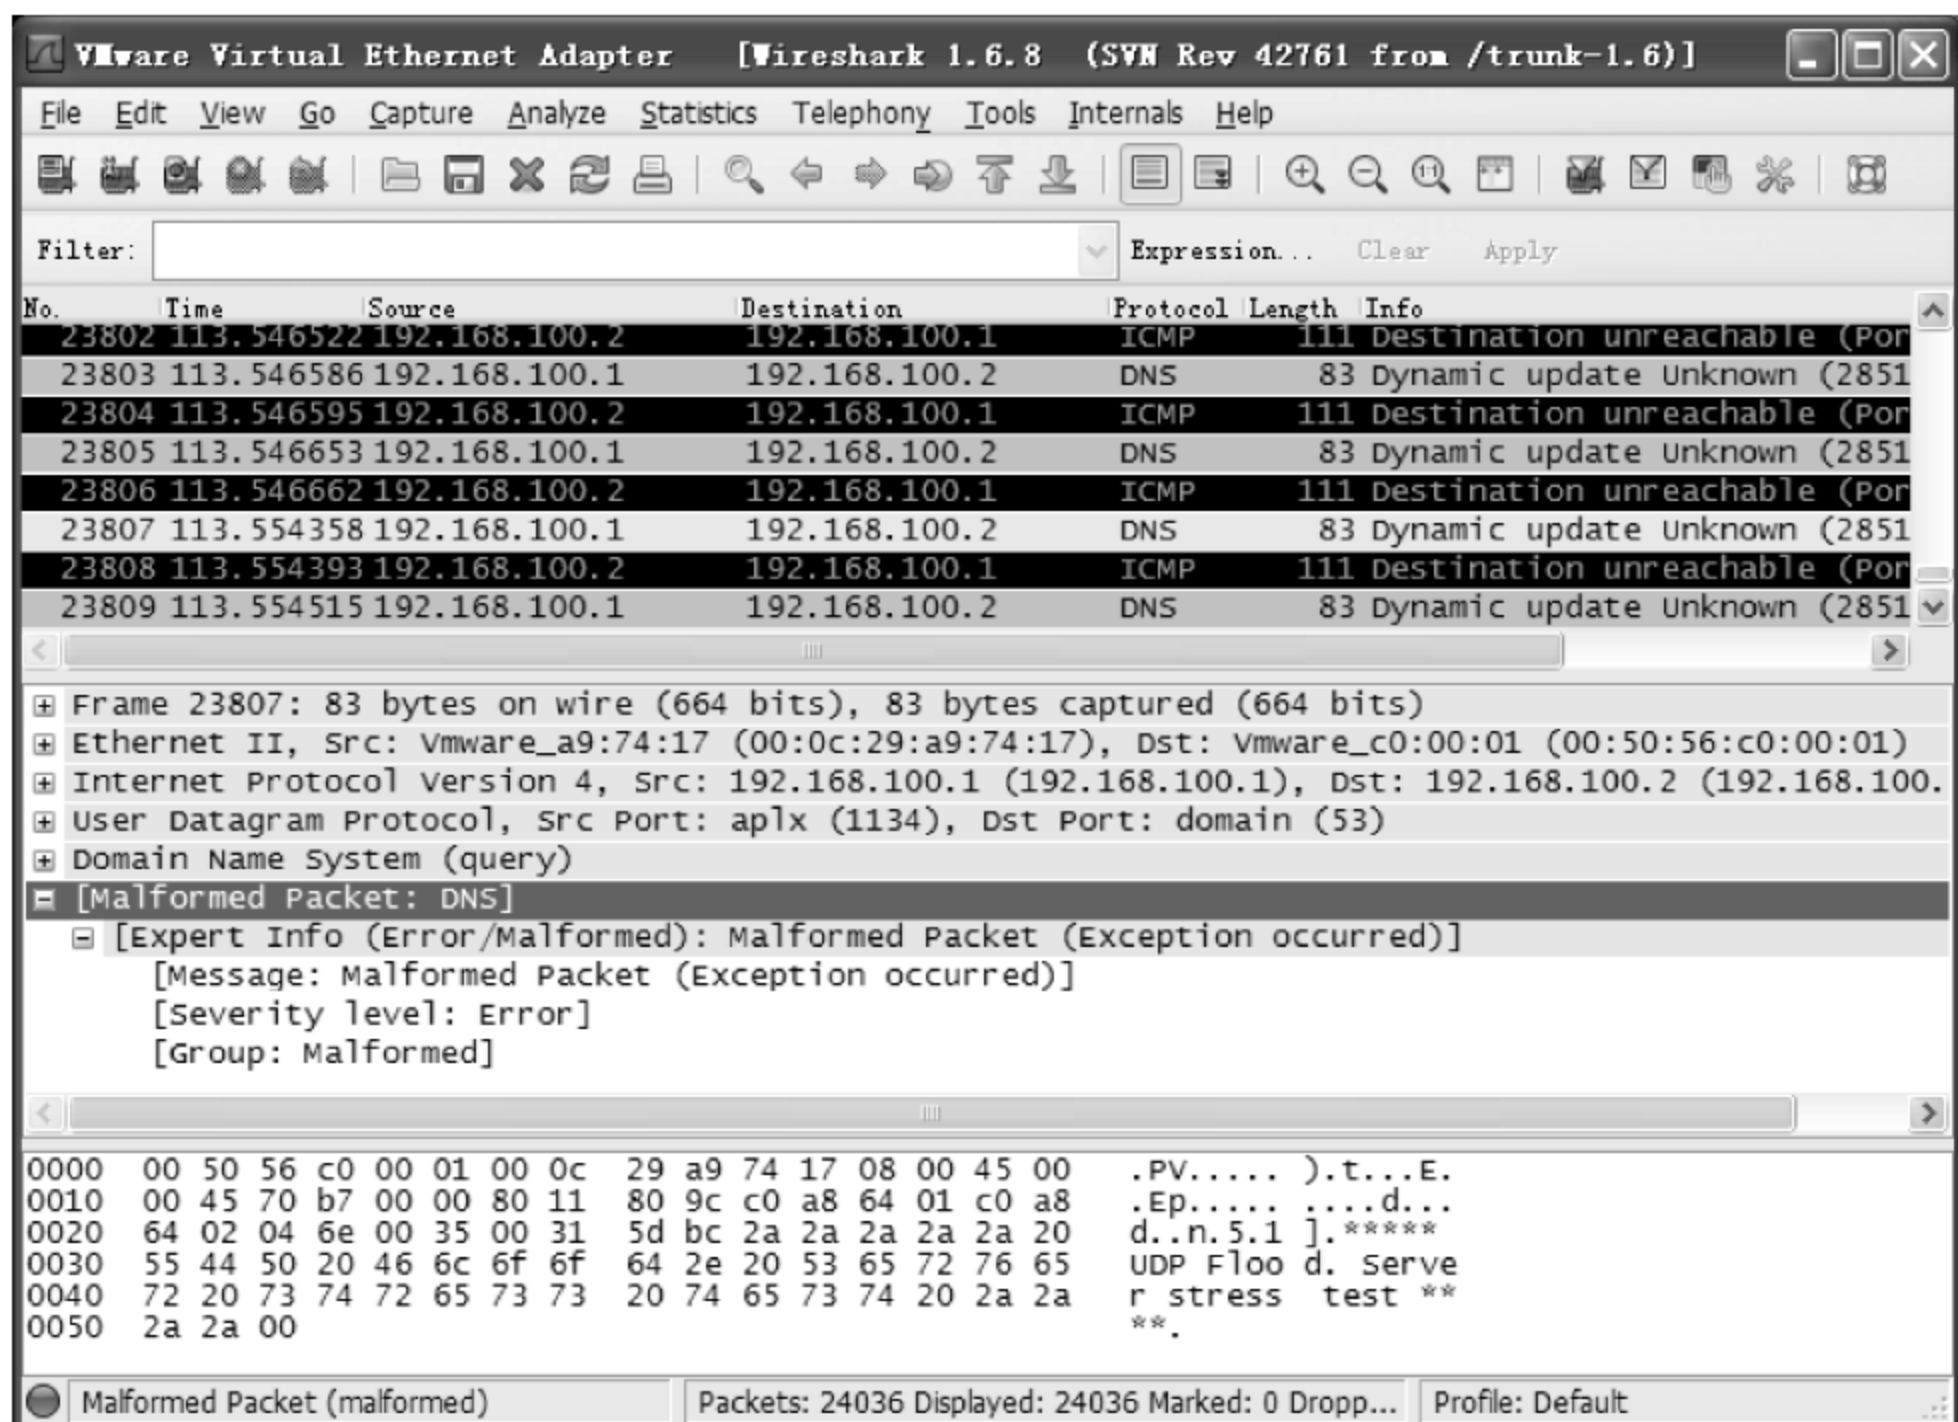 VMware Virtual Ethernet Adapter [Wireshark 1.6.8 (SVN Rev 42761 from /trunk-1.6)]
File Edit View Go Capture Analyze Statistics Telephony Tools Internals Help
Filter: Expression... Clear Apply
No. Time Source Destination Protocol Length Info
23802 113.546522 192.168.100.2 192.168.100.1 ICMP 111 Destination unreachable (Por
23803 113.546586 192.168.100.1 192.168.100.2 DNS 83 Dynamic update Unknown (2851
23804 113.546595 192.168.100.2 192.168.100.1 ICMP 111 Destination unreachable (Por
23805 113.546653 192.168.100.1 192.168.100.2 DNS 83 Dynamic update Unknown (2851
23806 113.546662 192.168.100.2 192.168.100.1 ICMP 111 Destination unreachable (Por
23807 113.554358 192.168.100.1 192.168.100.2 DNS 83 Dynamic update Unknown (2851
23808 113.554393 192.168.100.2 192.168.100.1 ICMP 111 Destination unreachable (Por
23809 113.554515 192.168.100.1 192.168.100.2 DNS 83 Dynamic update Unknown (2851
Frame 23807: 83 bytes on wire (664 bits), 83 bytes captured (664 bits)
Ethernet II, Src: Vmware_a9:74:17 (00:0c:29:a9:74:17), Dst: Vmware_c0:00:01 (00:50:56:c0:00:01)
Internet Protocol Version 4, Src: 192.168.100.1 (192.168.100.1), Dst: 192.168.100.2 (192.168.100.
User Datagram Protocol, Src Port: aplx (1134), Dst Port: domain (53)
Domain Name System (query)
[Malformed Packet: DNS]
[Expert Info (Error/Malformed): Malformed Packet (Exception occurred)]
[Message: Malformed Packet (Exception occurred)]
[Severity level: Error]
[Group: Malformed]
0000 00 50 56 c0 00 01 00 0c 29 a9 74 17 08 00 45 00 .PV..... ).t...E.
0010 00 45 70 b7 00 00 80 11 80 9c c0 a8 64 01 c0 a8 .Ep..... ....d...
0020 64 02 04 6e 00 35 00 31 5d bc 2a 2a 2a 2a 2a 20 d..n.5.1 ].*****
0030 55 44 50 20 46 6c 6f 6f 64 2e 20 53 65 72 76 65 UDP Floo d. Serve
0040 72 20 73 74 72 65 73 73 20 74 65 73 74 20 2a 2a r stress test **
0050 2a 2a 00 **.
Malformed Packet (malformed) Packets: 24036 Displayed: 24036 Marked: 0 Dropp... Profile: Default